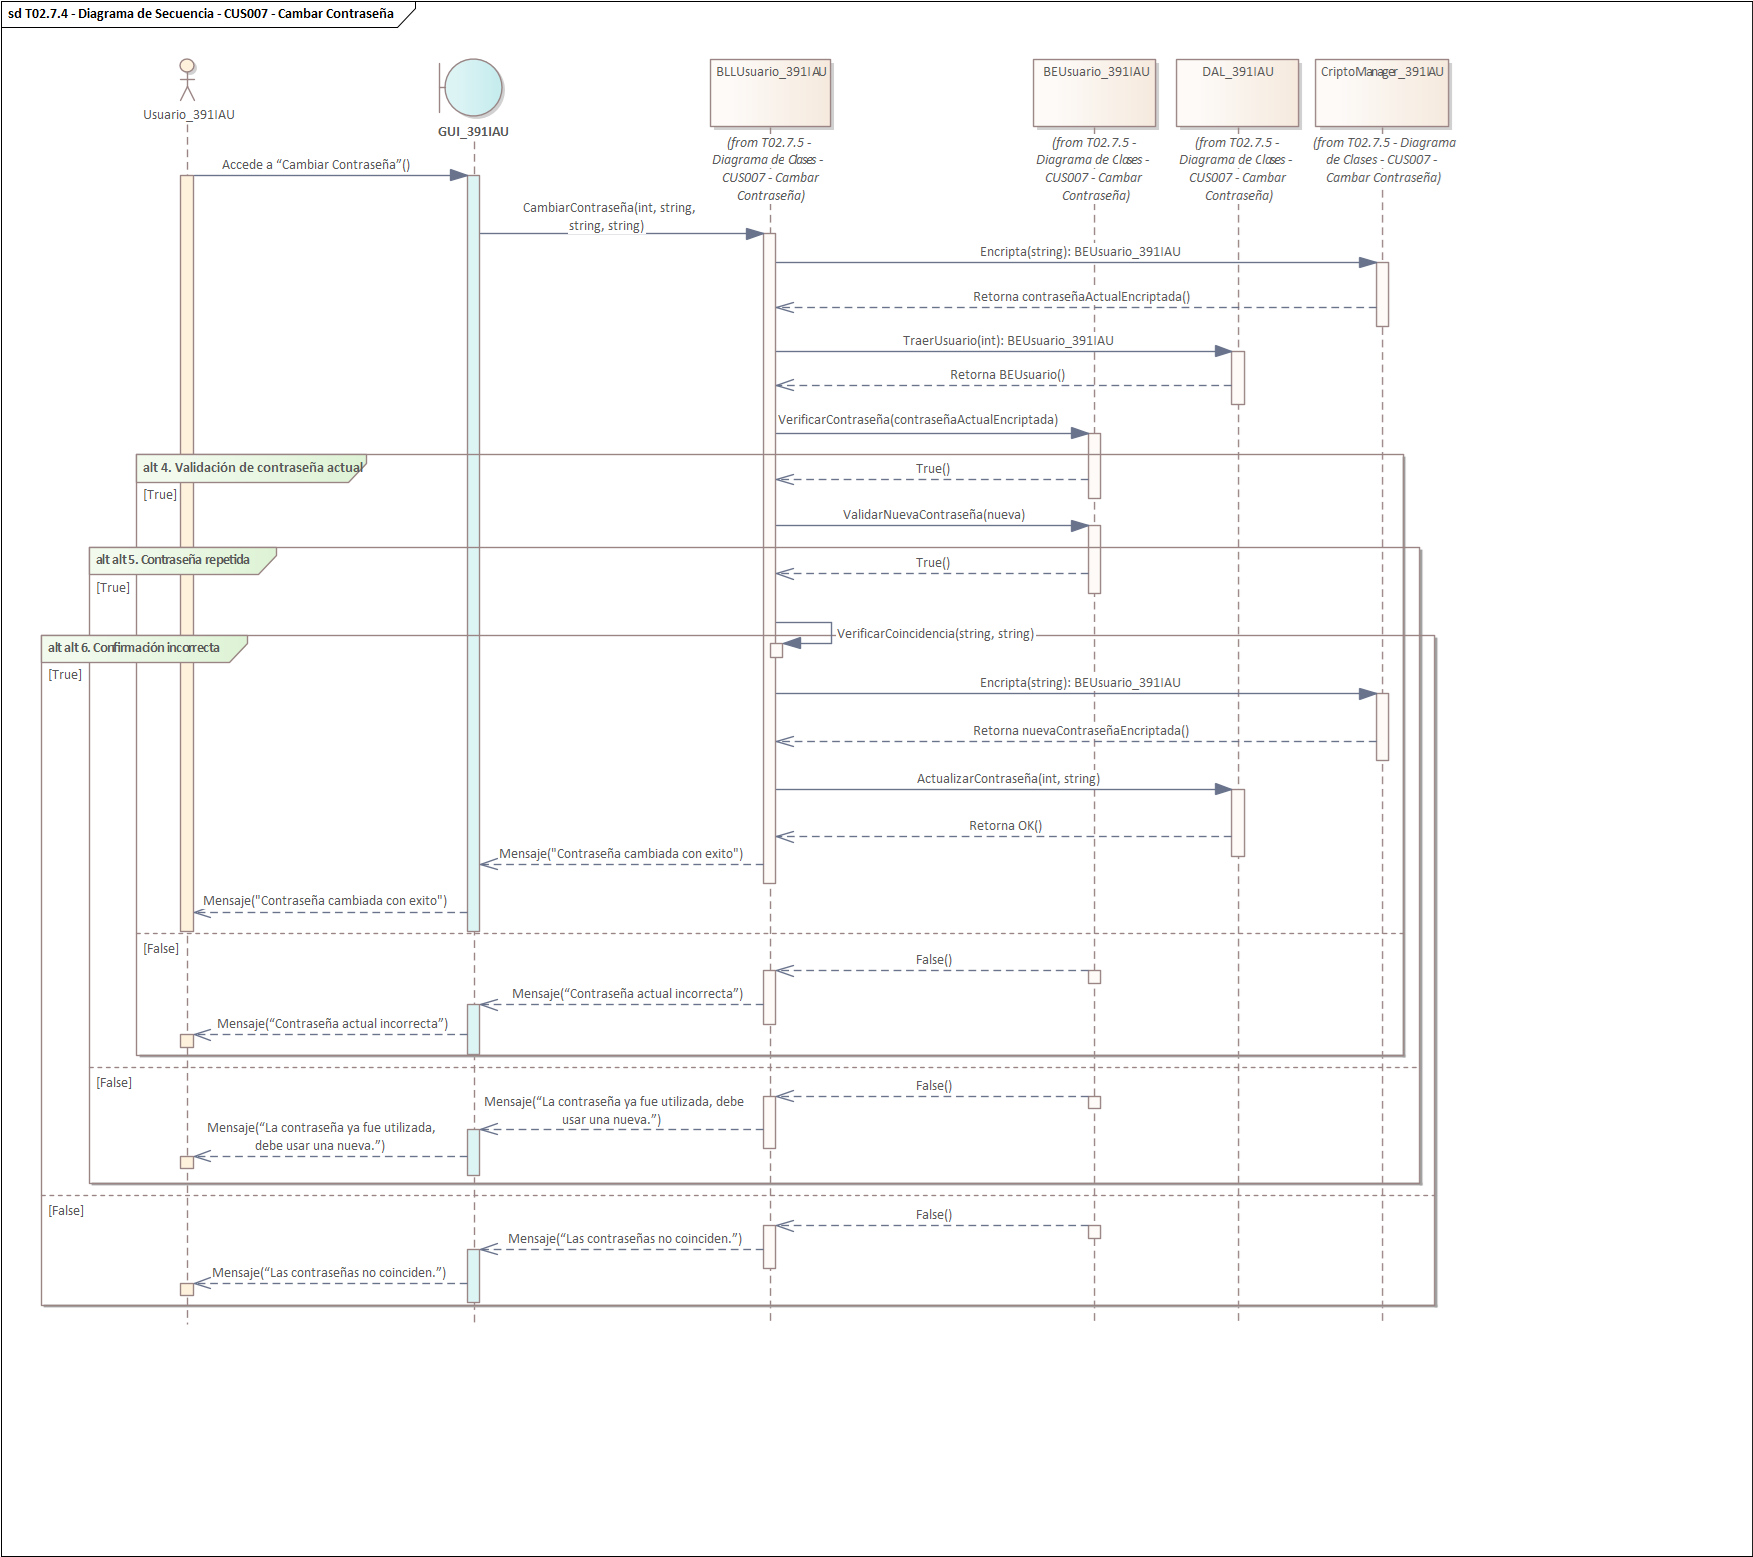 sd T02.7.4 - Diagrama de Secuencia - CUS007 - Cambar Contraseña
Usuario_391IAU
GUI_391IAU
BLLUsuario_391IAU
(from T02.7.5 -
Diagrama de Clases -
CUS007 - Cambar
Contraseña)
BEUsuario_391IAU
(from T02.7.5 -
Diagrama de Clases -
CUS007 - Cambar
Contraseña)
DAL_391IAU
(from T02.7.5 -
Diagrama de Clases -
CUS007 - Cambar
Contraseña)
CriptoManager_391IAU
(from T02.7.5 - Diagrama
de Clases - CUS007 -
Cambar Contraseña)
Accede a “Cambiar Contraseña”()
CambiarContraseña(int, string,
string, string)
Encripta(string): BEUsuario_391IAU
Retorna contraseñaActualEncriptada()
TraerUsuario(int): BEUsuario_391IAU
Retorna BEUsuario()
VerificarContraseña(contraseñaActualEncriptada)
alt 4. Validación de contraseña actual
True()
[True]
ValidarNuevaContraseña(nueva)
alt alt 5. Contraseña repetida
True()
[True]
VerificarCoincidencia(string, string)
alt alt 6. Confirmación incorrecta
[True]
Encripta(string): BEUsuario_391IAU
Retorna nuevaContraseñaEncriptada()
ActualizarContraseña(int, string)
Retorna OK()
Mensaje("Contraseña cambiada con exito")
Mensaje("Contraseña cambiada con exito")
[False]
False()
Mensaje(“Contraseña actual incorrecta”)
Mensaje(“Contraseña actual incorrecta”)
[False]
False()
Mensaje(“La contraseña ya fue utilizada, debe
usar una nueva.”)
Mensaje(“La contraseña ya fue utilizada,
debe usar una nueva.”)
[False]
False()
Mensaje(“Las contraseñas no coinciden.”)
Mensaje(“Las contraseñas no coinciden.”)